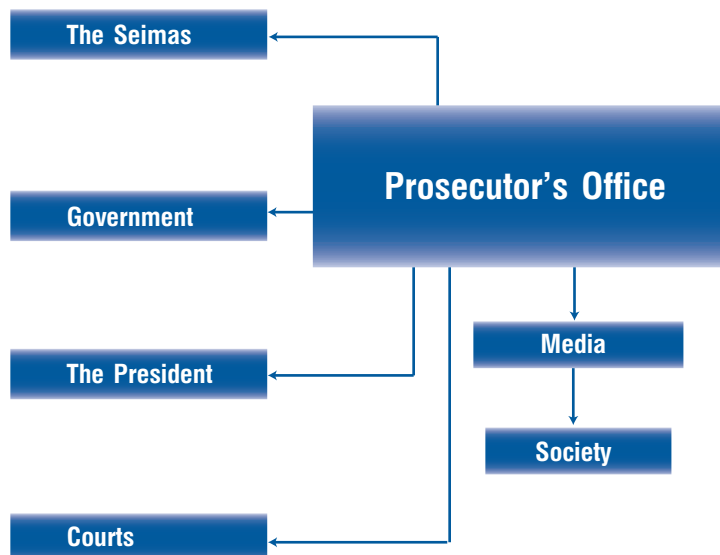 The Seimas
Prosecutor’s Office
Government
Media
The President
Society
Courts